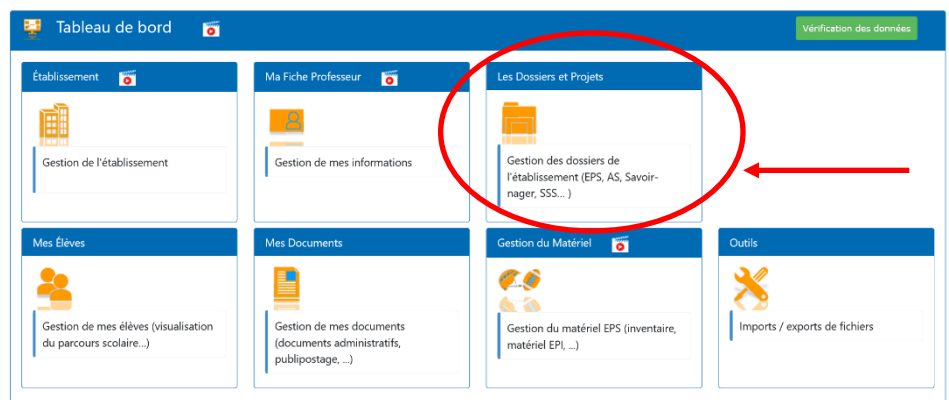 Tableau de bord
Vérification des données
Établissement
Gestion de l'établissement
Ma Fiche Professeur
Gestion de mes informations
Les Dossiers et Projets
Gestion des dossiers de
l'établissement (EPS, AS, Savoir-
nager, SSS... )
Mes Élèves
Gestion de mes élèves (visualisation
du parcours scolaire...)
Mes Documents
Gestion de mes documents
(documents administratifs,
publipostage, ...)
Gestion du Matériel
Gestion du matériel EPS (inventaire,
matériel EPI, ...)
Outils
Imports / exports de fichiers